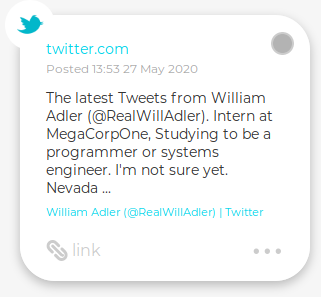 twitter.com
Posted 13:53 27 May 2020
The latest Tweets from William
Adler (@RealWillAdler). Intern at
MegaCorpOne, Studying to be a
programmer or systems
engineer. I'm not sure yet.
Nevada ...
William Adler (@RealWillAdler) | Twitter
link